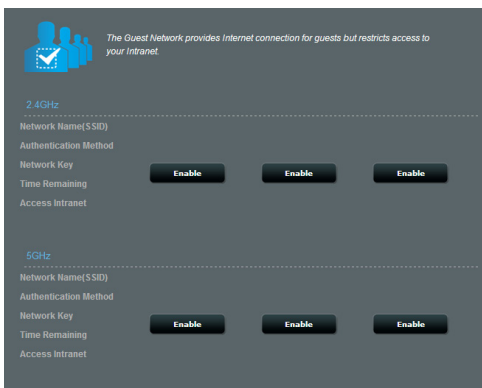 The Guest Network provides Internet connection for guests but restricts access to
your Intranet.
2.4GHz
Network Name(SSID)
Authentication Method
Network Key
Enable Enable Enable
Time Remaining
Access Intranet
5GHz
Network Name(SSID)
Authentication Method
Network Key
Enable Enable Enable
Time Remaining
Access Intranet